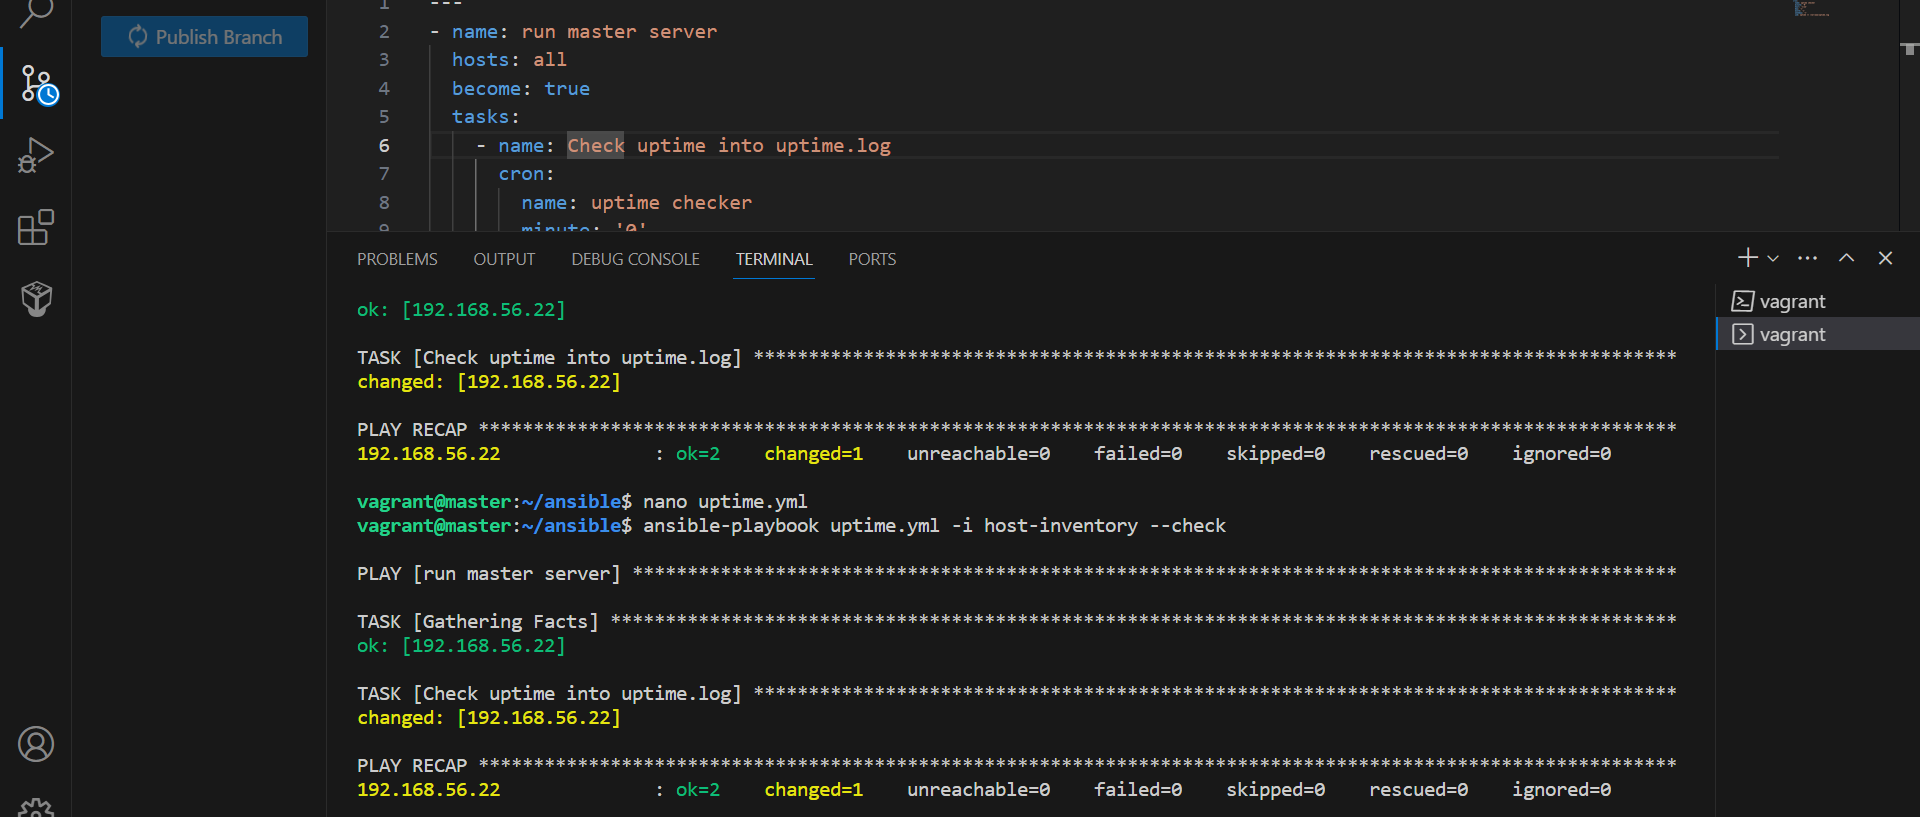 Publish Branch
1 ---
2 - name: run master server
3 hosts: all
4 become: true
5 tasks:
6 - name: Check uptime into uptime.log
7 cron:
8 name: uptime checker
9 minute: '0'
PROBLEMS OUTPUT DEBUG CONSOLE TERMINAL PORTS
ok: [192.168.56.22]
TASK [Check uptime into uptime.log] ************************************************************************************
changed: [192.168.56.22]
PLAY RECAP *************************************************************************************************************
192.168.56.22 : ok=2 changed=1 unreachable=0 failed=0 skipped=0 rescued=0 ignored=0
vagrant@master:~/ansible$ nano uptime.yml
vagrant@master:~/ansible$ ansible-playbook uptime.yml -i host-inventory --check
PLAY [run master server] ***********************************************************************************************
TASK [Gathering Facts] *************************************************************************************************
ok: [192.168.56.22]
TASK [Check uptime into uptime.log] ************************************************************************************
changed: [192.168.56.22]
PLAY RECAP *************************************************************************************************************
192.168.56.22 : ok=2 changed=1 unreachable=0 failed=0 skipped=0 rescued=0 ignored=0
vagrant
vagrant